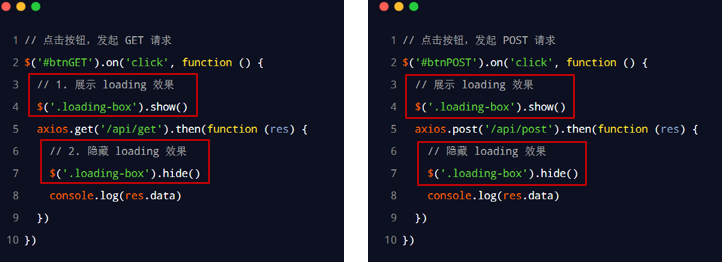 1 // 点击按钮，发起 GET 请求
2 $('#btnGET').on('click', function () {
3 // 1. 展示 loading 效果
4 $('.loading-box').show()
5 axios.get('/api/get').then(function (res) {
6 // 2. 隐藏 loading 效果
7 $('.loading-box').hide()
8 console.log(res.data)
9 })
10 })
1 // 点击按钮，发起 POST 请求
2 $('#btnPOST').on('click', function () {
3 // 展示 loading 效果
4 $('.loading-box').show()
5 axios.post('/api/post').then(function (res) {
6 // 隐藏 loading 效果
7 $('.loading-box').hide()
8 console.log(res.data)
9 })
10 })